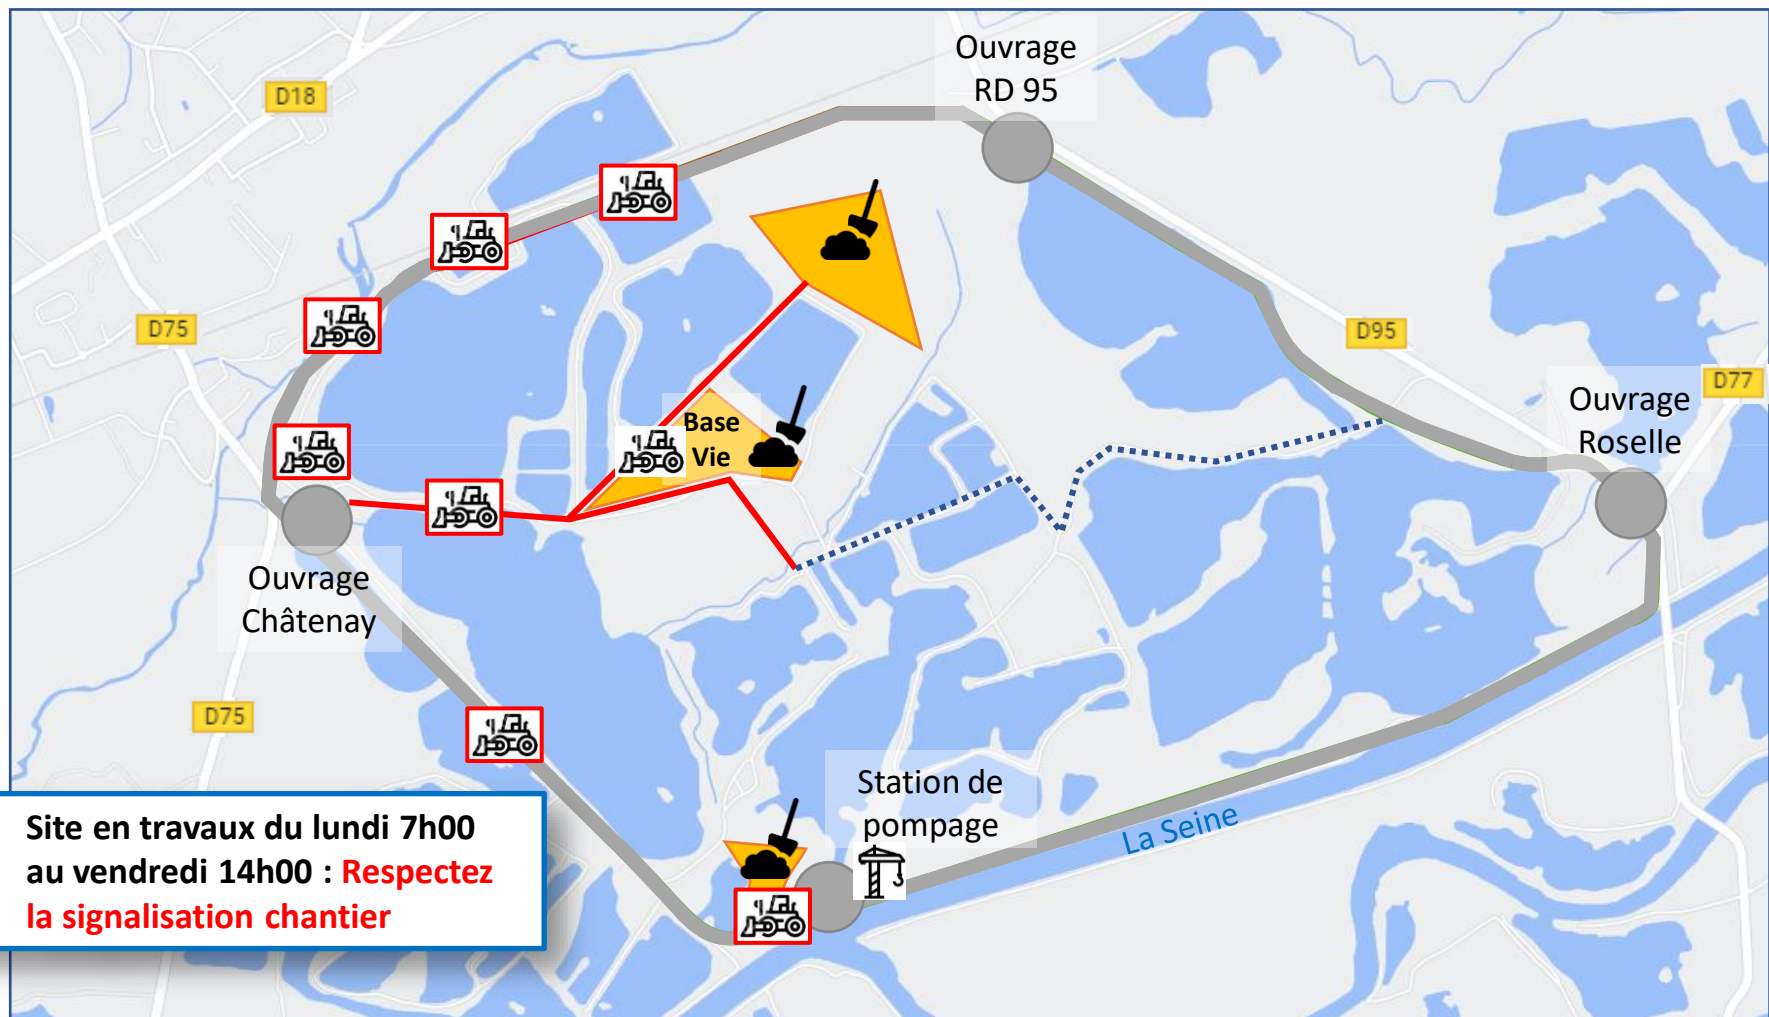 Ouvrage
RD 95
D18
D75
D95
D77
Ouvrage
Roselle
Base
Vie
Ouvrage
Châtenay
D75
Station de
pompage
La Seine
Site en travaux du lundi 7h00
au vendredi 14h00 : Respectez
la signalisation chantier